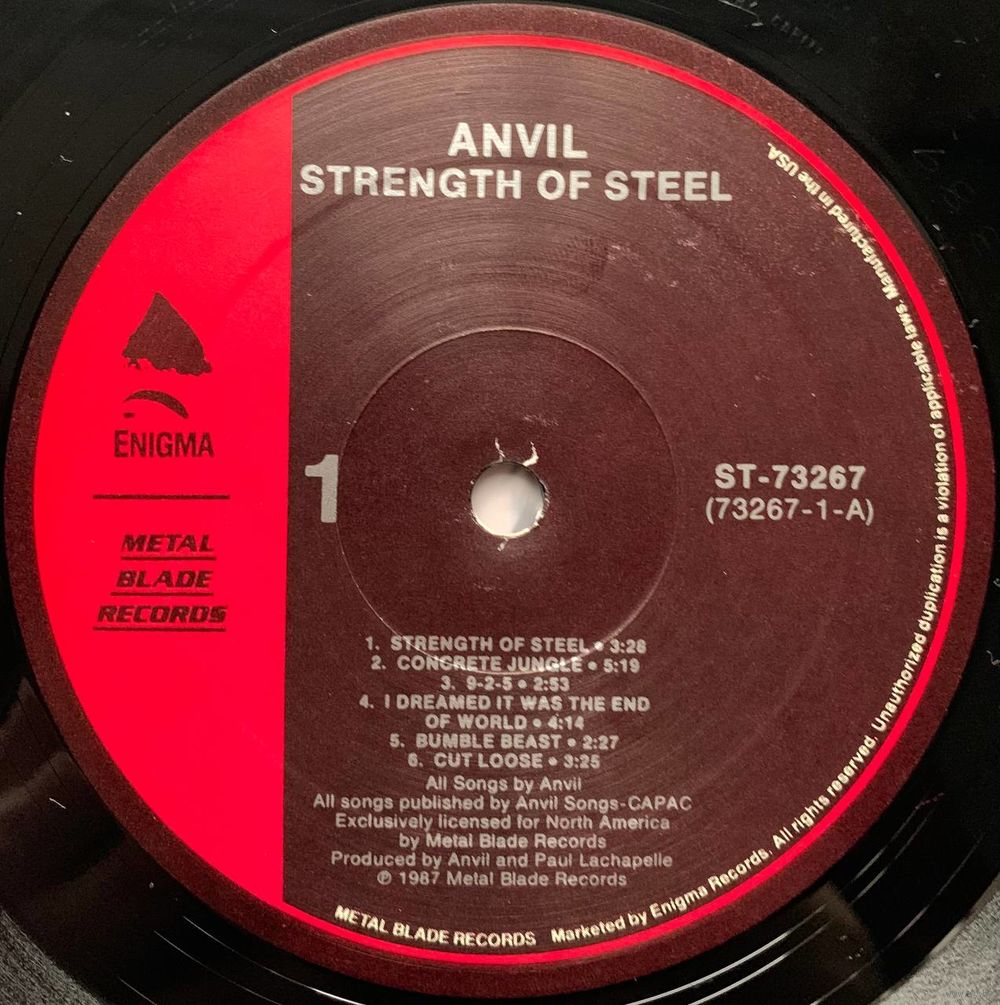 ANVIL
STRENGTH OF STEEL
ENIGMA
METAL
BLADE
RECORDS
1
ST-73267
(73267-1-A)
1. STRENGTH OF STEEL • 3:28
2. CONCRETE JUNGLE • 5:19
3. 9-2-5 • 2:53
4. I DREAMED IT WAS THE END
OF WORLD • 4:14
5. BUMBLE BEAST • 2:27
6. CUT LOOSE • 3:25
All Songs by Anvil
All songs published by Anvil Songs-CAPAC
Exclusively licensed for North America
by Metal Blade Records
Produced by Anvil and Paul Lachapelle
℗ 1987 Metal Blade Records
METAL BLADE RECORDS Marketed by Enigma Records. All rights reserved. Unauthorized duplication is a violation of applicable laws. Manufactured in the USA.